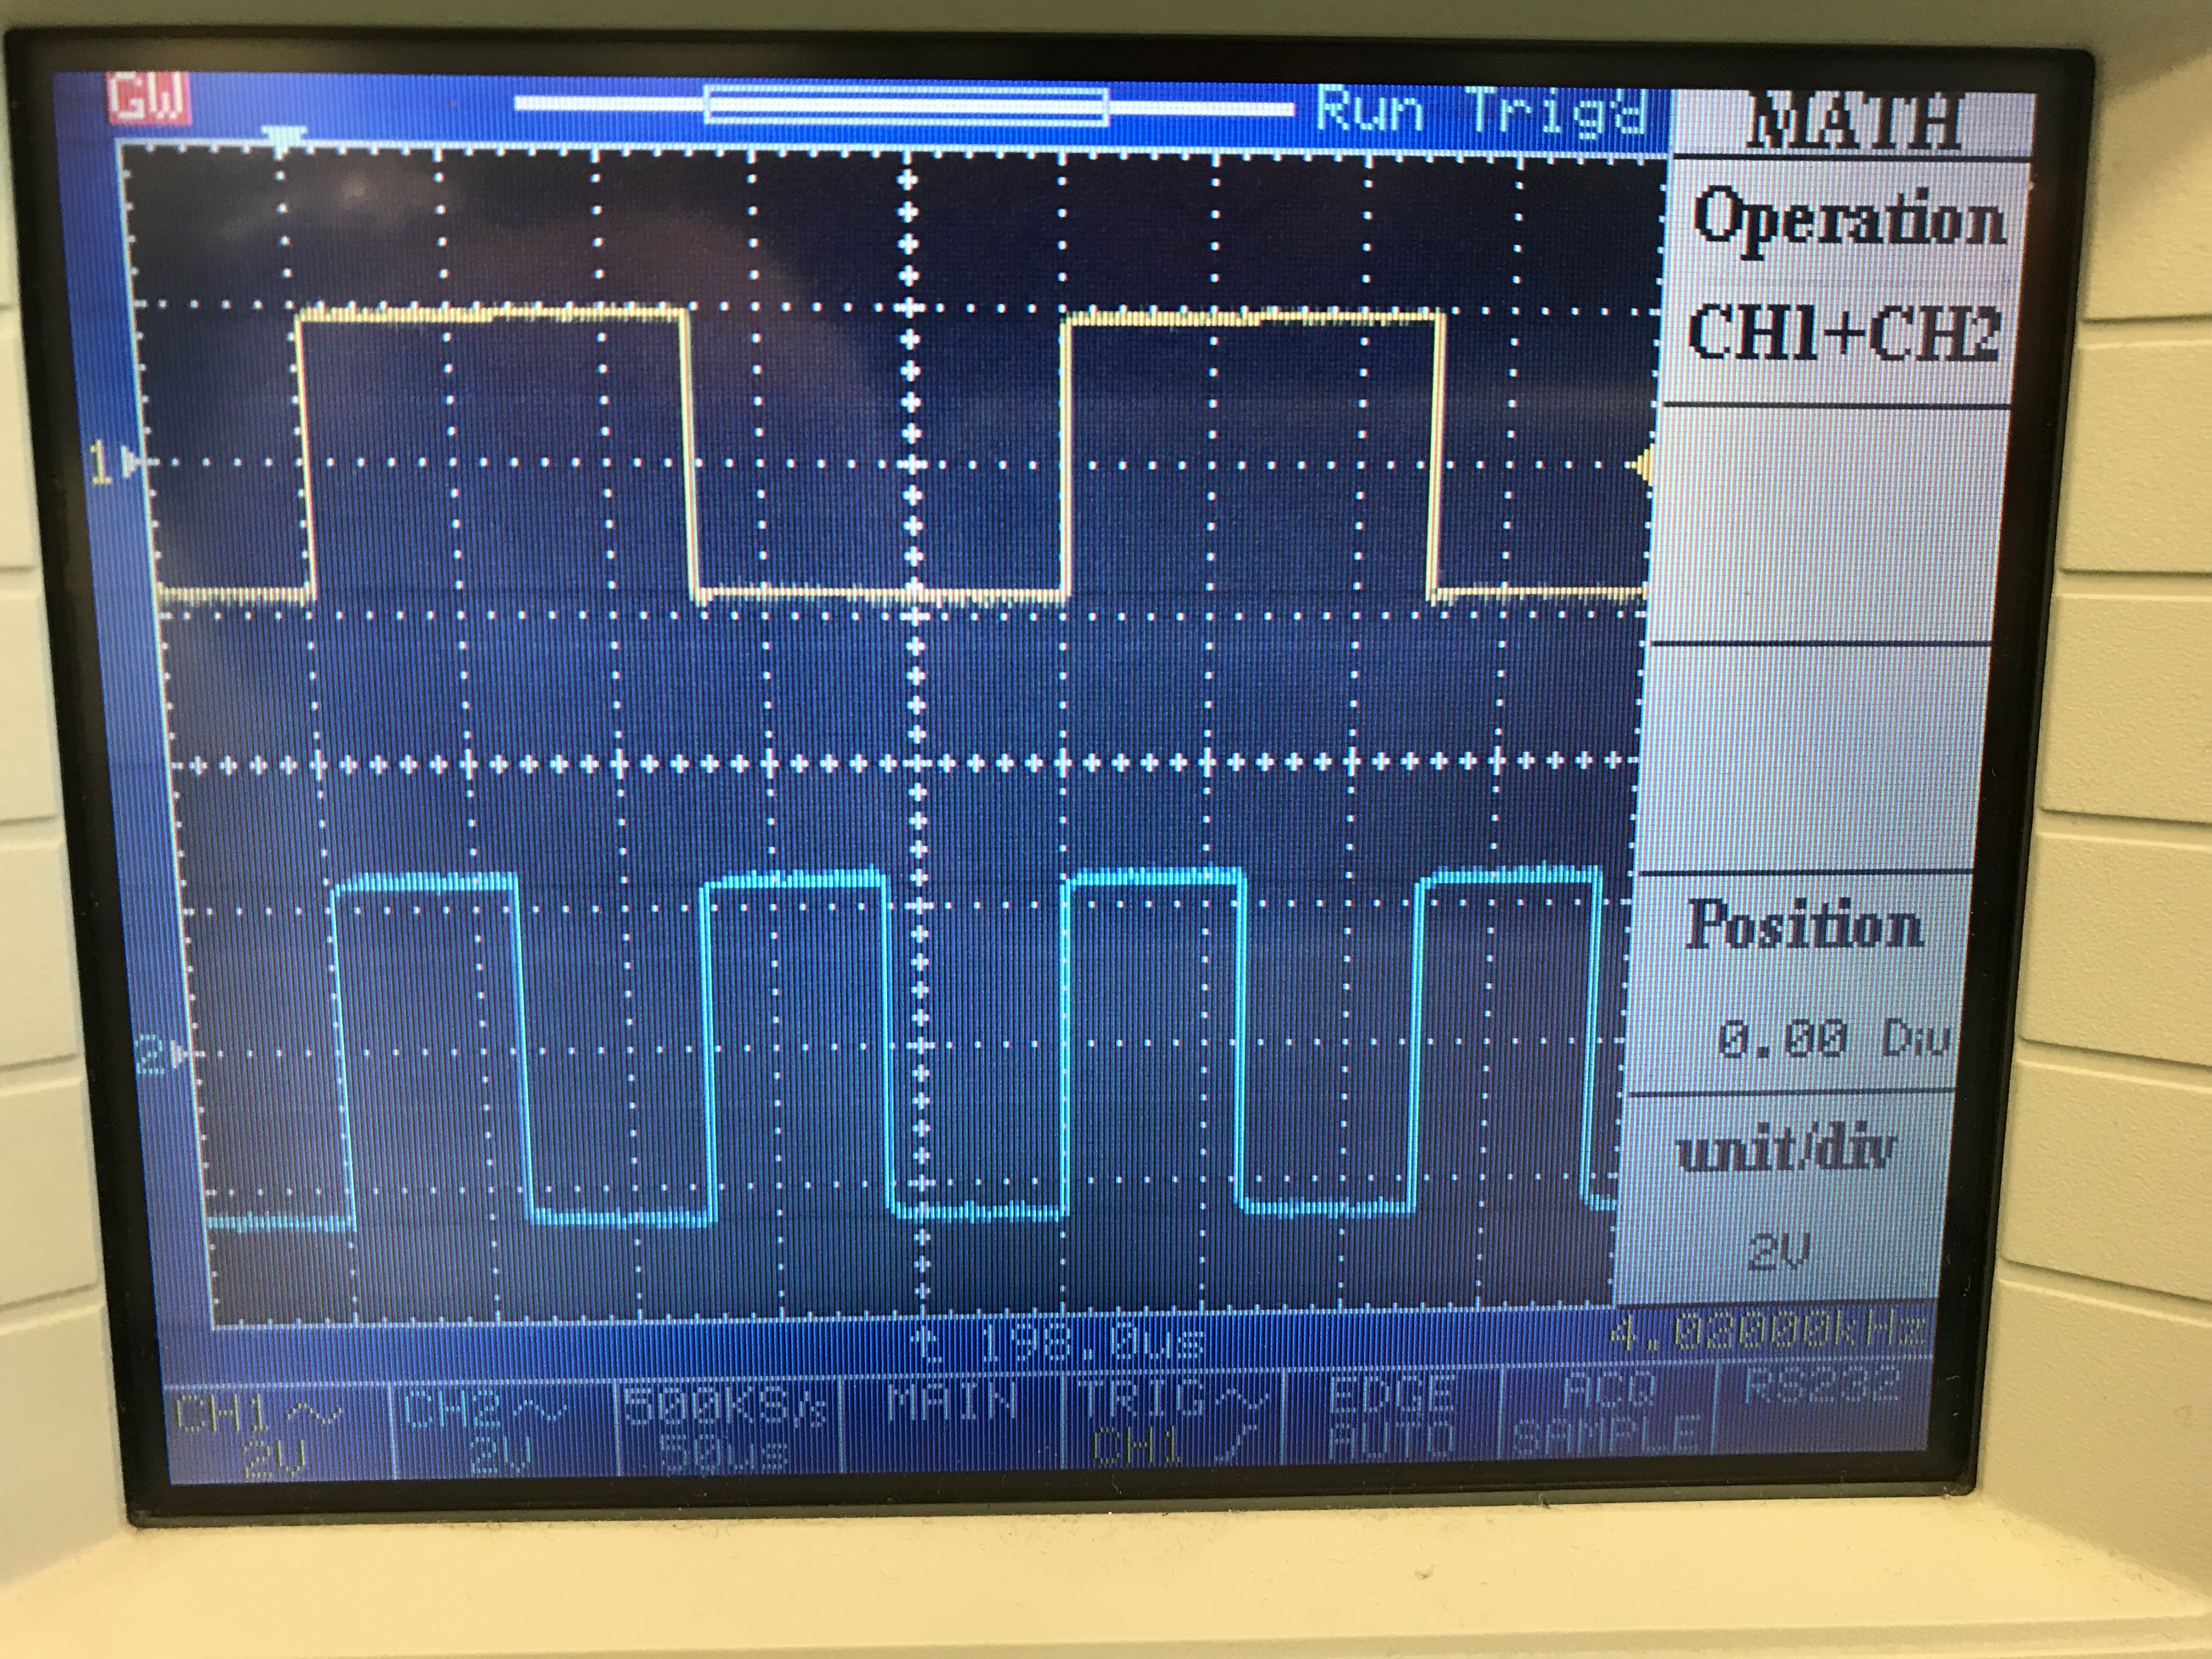 GW Run Trig'd MATH
Operation
CH1+CH2
1
Position
0.00 Div
2
unit/div
2V
t 198.0us 4.03000kHz
CH1 CH2 500KS/s MAIN TRIG EDGE ACQ RS232
2V 2V 50us CH1 AUTO SAMPLE